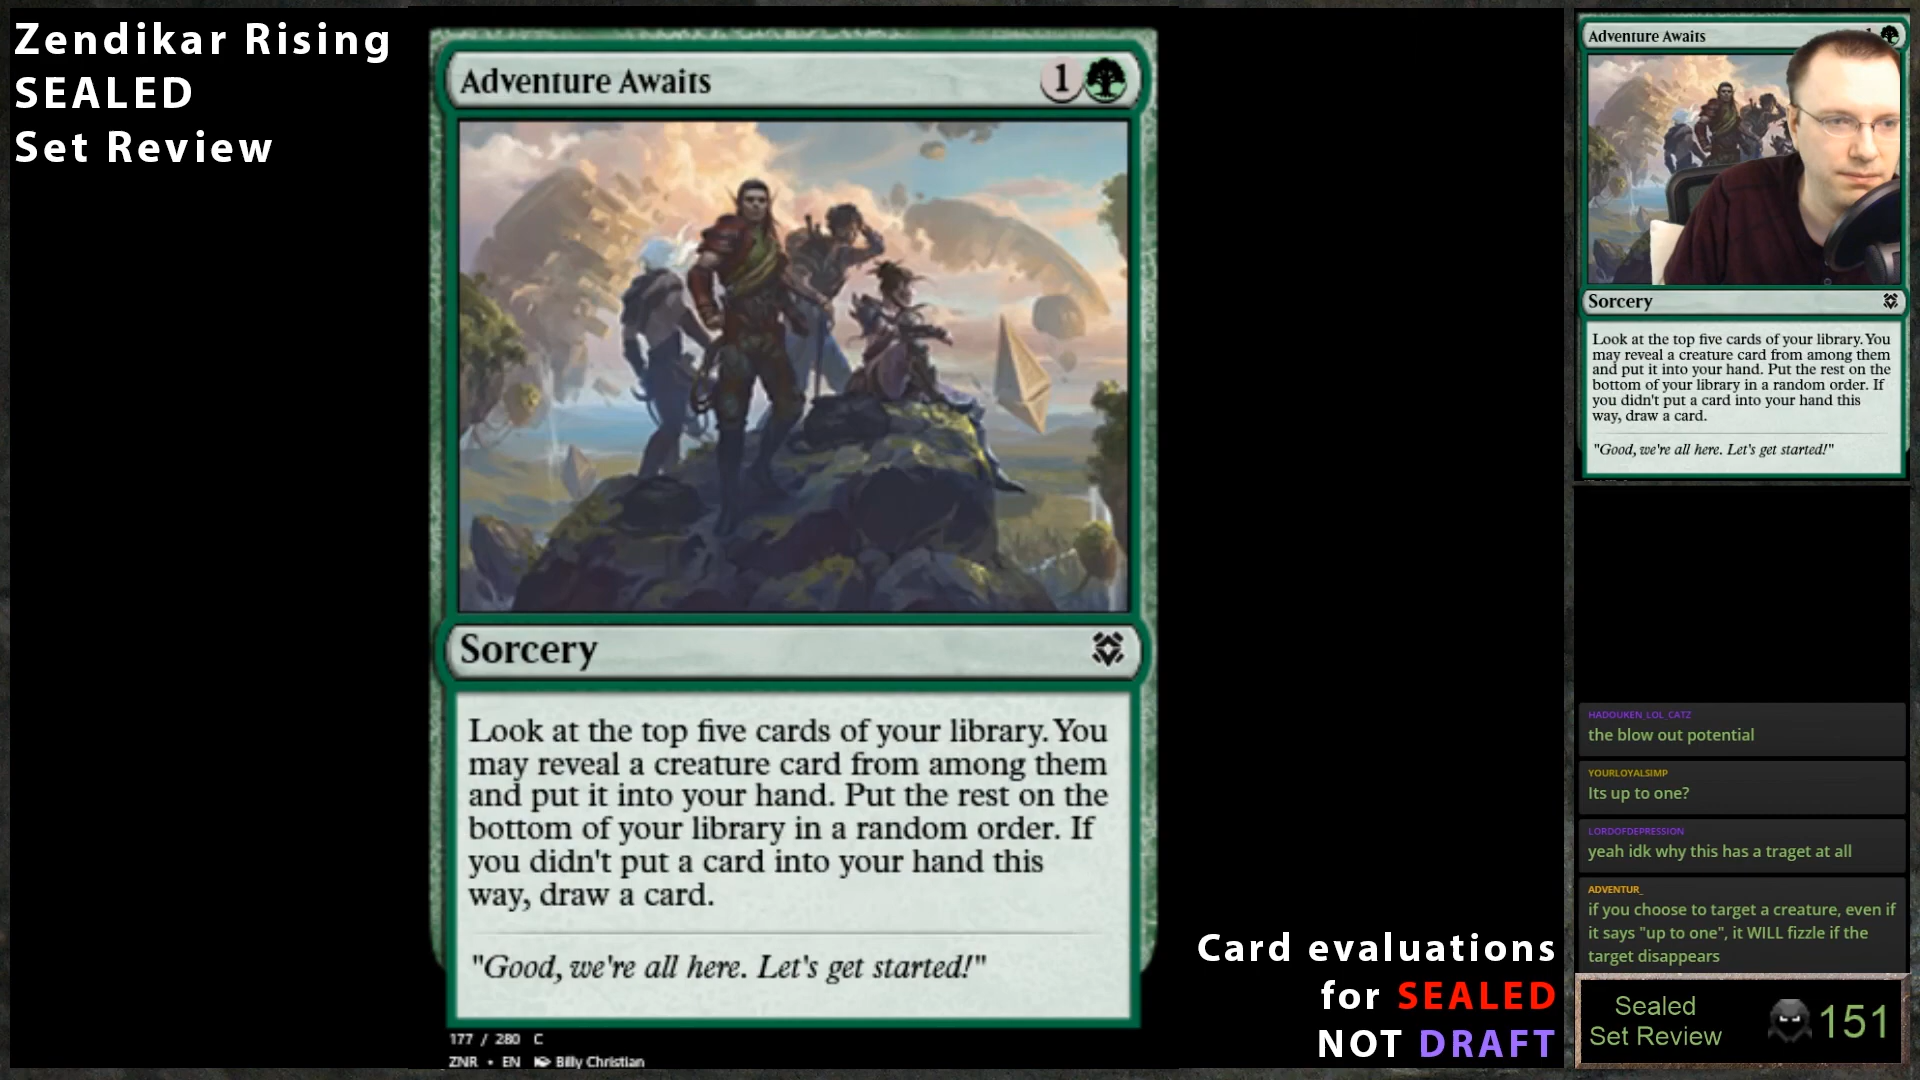 Zendikar Rising
SEALED
Set Review
Adventure Awaits
1
Sorcery
Look at the top five cards of your library. You
may reveal a creature card from among them
and put it into your hand. Put the rest on the
bottom of your library in a random order. If
you didn't put a card into your hand this
way, draw a card.
"Good, we're all here. Let's get started!"
177 / 280 C
ZNR • EN Billy Christian
Card evaluations
for SEALED
NOT DRAFT
Adventure Awaits
Sorcery
Look at the top five cards of your library. You
may reveal a creature card from among them
and put it into your hand. Put the rest on the
bottom of your library in a random order. If
you didn't put a card into your hand this
way, draw a card.
"Good, we're all here. Let's get started!"
HADOUKEN_LOL_CATZ
the blow out potential
YOURLOYALSIMP
Its up to one?
LORDOFDEPRESSION
yeah idk why this has a traget at all
ADVENTUR_
if you choose to target a creature, even if
it says "up to one", it WILL fizzle if the
target disappears
Sealed
Set Review
151